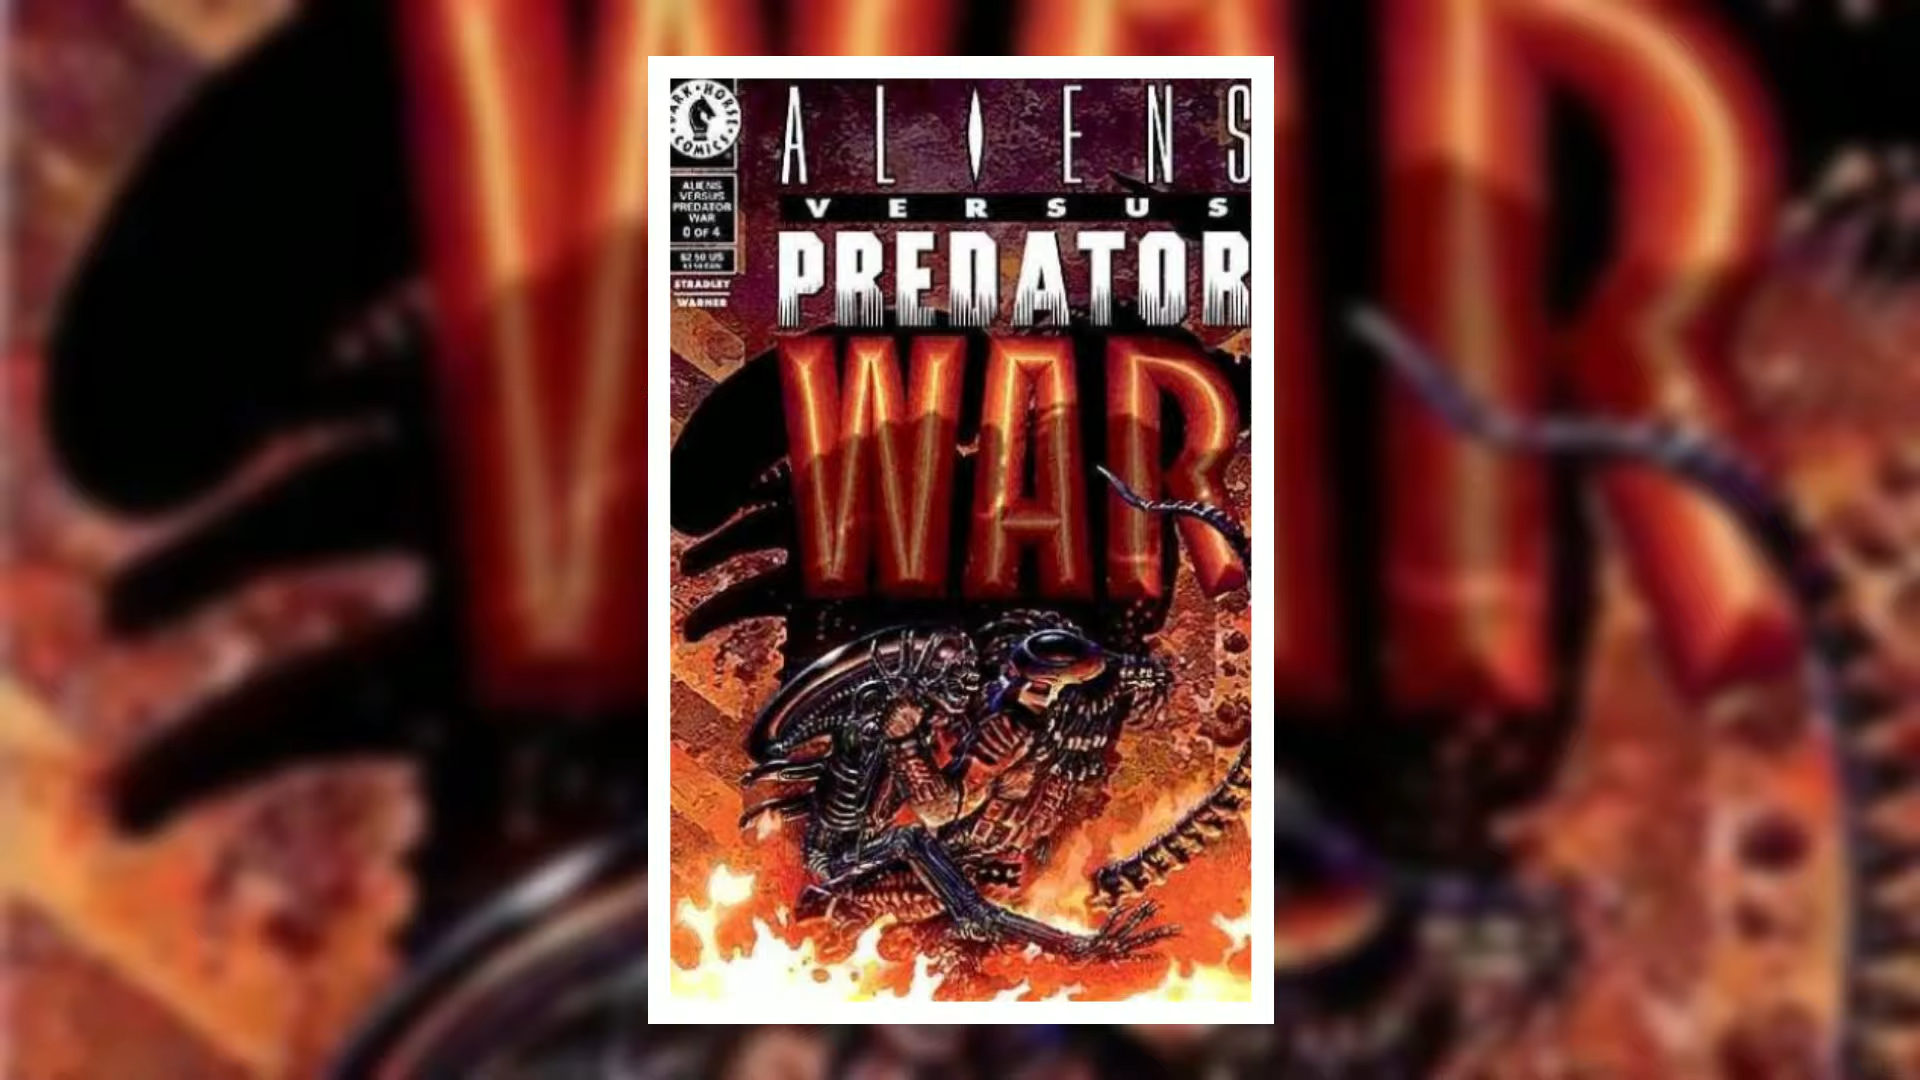 DARK HORSE COMICS
ALIENS
VERSUS
PREDATOR
WAR
0 OF 4
$2.50 US
STRADLEY
WARNER
ALIENS
VERSUS
PREDATOR
WAR